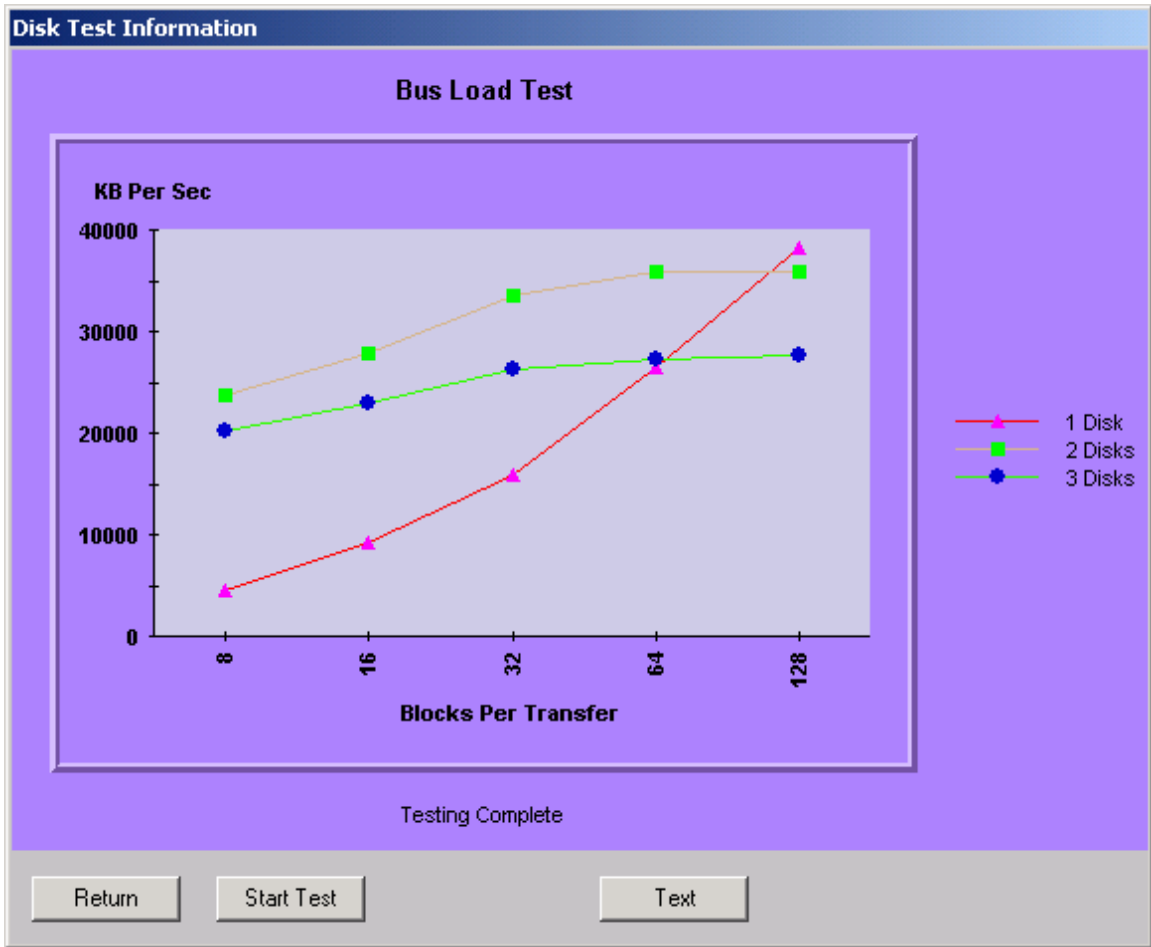 Disk Test Information
Bus Load Test
KB Per Sec
40000
30000
20000
10000
0
8
16
32
64
128
Blocks Per Transfer
1 Disk
2 Disks
3 Disks
Testing Complete
Return
Start Test
Text